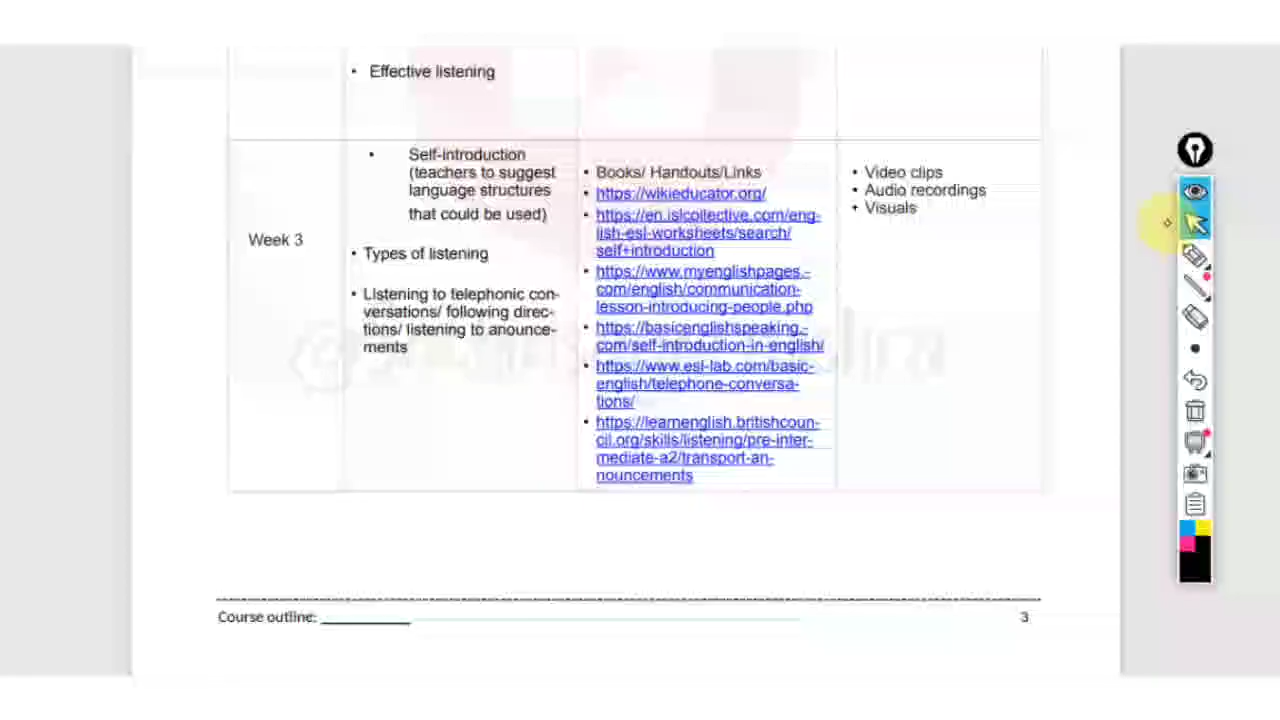 • Effective listening
Week 3
• Self-introduction
(teachers to suggest
language structures
that could be used)
• Types of listening
• Listening to telephonic con-
versations/ following direc-
tions/ listening to anounce-
ments
• Books/ Handouts/Links
• https://wikieducator.org/
• https://en.islcollective.com/eng-
lish-esl-worksheets/search/
self+introduction
• https://www.myenglishpages.-
com/english/communication-
lesson-introducing-people.php
• https://basicenglishspeaking.-
com/self-introduction-in-english/
• https://www.esl-lab.com/basic-
english/telephone-conversa-
tions/
• https://learnenglish.britishcoun-
cil.org/skills/listening/pre-inter-
mediate-a2/transport-an-
nouncements
• Video clips
• Audio recordings
• Visuals
Course outline: __________ 3